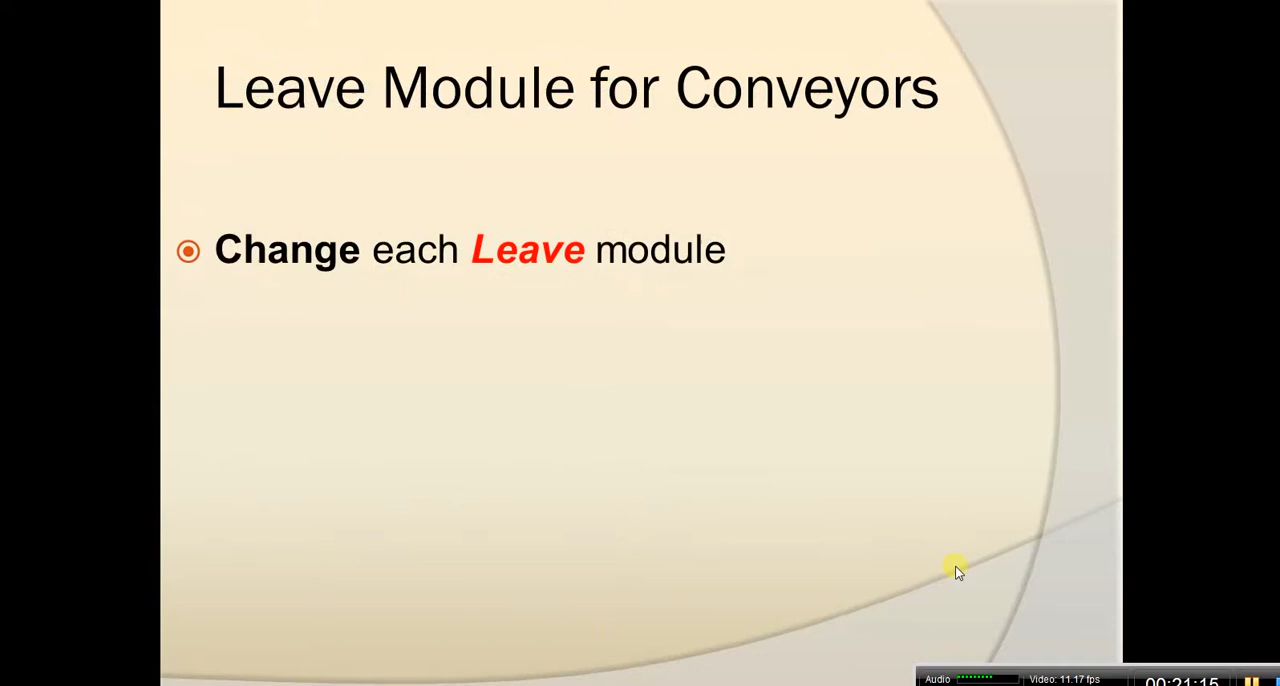 Leave Module for Conveyors
Change each Leave module
Audio
Video: 11.17 fps
00:21:15